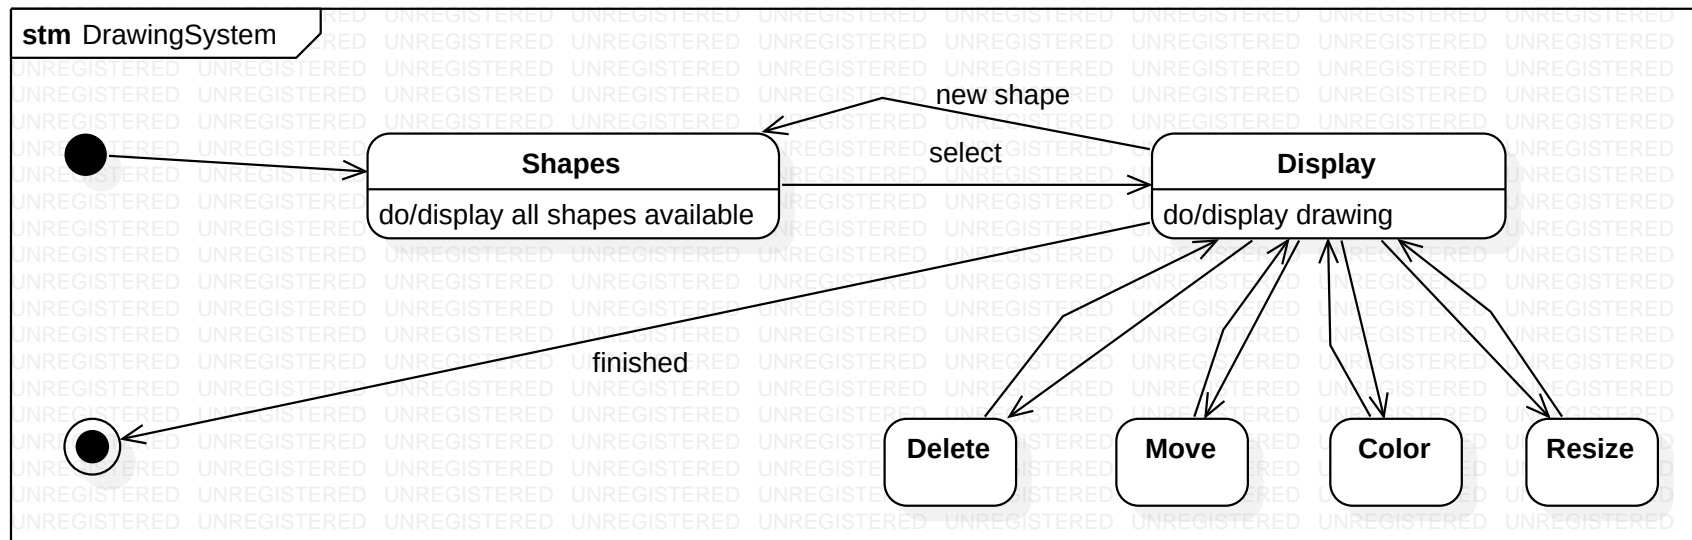 stm DrawingSystem
new shape
select
Shapes
do/display all shapes available
Display
do/display drawing
finished
Delete
Move
Color
Resize
UNREGISTERED